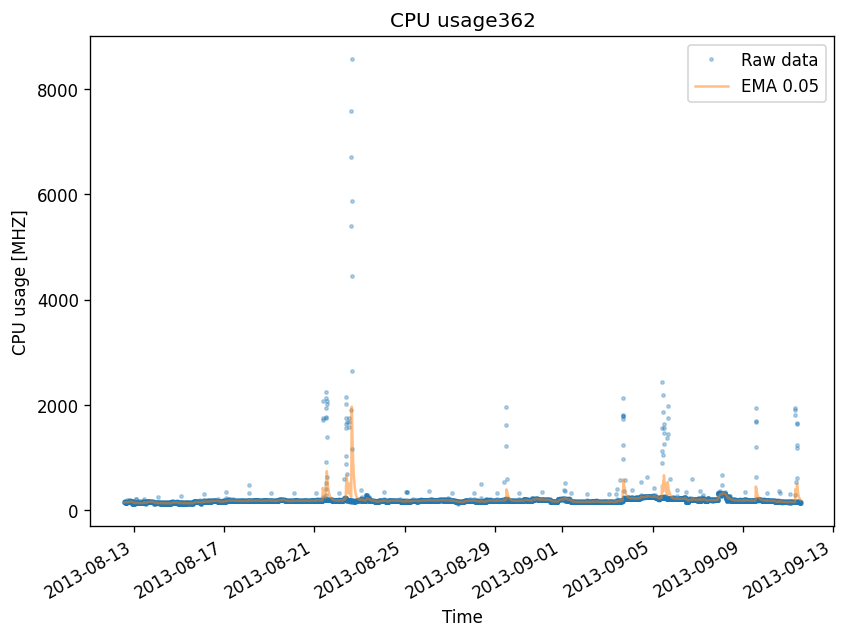 CPU usage362
Raw data
EMA 0.05
CPU usage [MHZ]
8000
6000
4000
2000
0
2013-08-13
2013-08-17
2013-08-21
2013-08-25
2013-08-29
2013-09-01
2013-09-05
2013-09-09
2013-09-13
Time